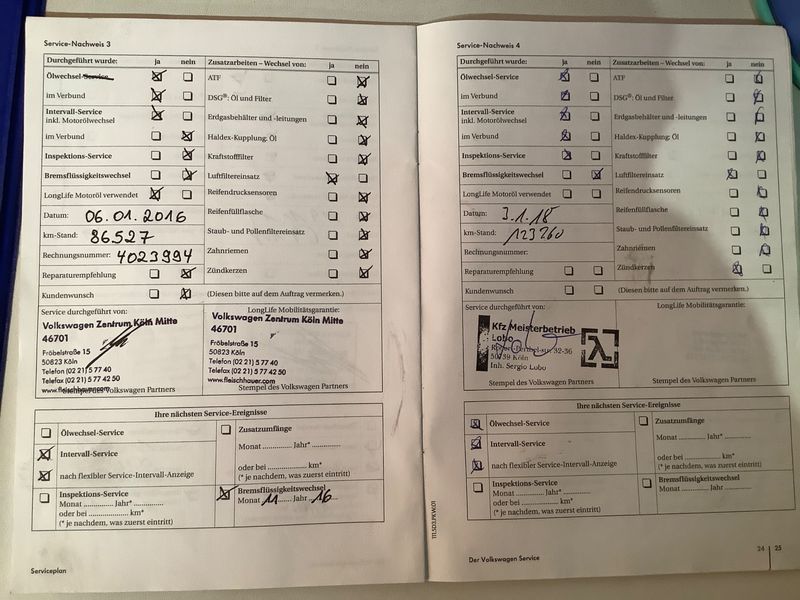 Service-Nachweis 3
Durchgeführt wurde: ja nein Zusatzarbeiten – Wechsel von: ja nein
Ölwechsel-Service ATF
im Verbund DSG®: Öl und Filter
Intervall-Service
inkl. Motorölwechsel Erdgasbehälter und -leitungen
im Verbund Haldex-Kupplung: Öl
Inspektions-Service Kraftstofffilter
Bremsflüssigkeitswechsel Luftfiltereinsatz
LongLife Motoröl verwendet Reifendrucksensoren
Datum: 06.01.2016 Reifenfüllflasche
km-Stand: 86527 Staub- und Pollenfiltereinsatz
Rechnungsnummer: 4023994 Zahnriemen
Reparaturempfehlung Zündkerzen
Kundenwunsch (Diesen bitte auf dem Auftrag vermerken.)
Service durchgeführt von: LongLife Mobilitätsgarantie:
Volkswagen Zentrum Köln Mitte
46701
Fröbelstraße 15
50823 Köln
Telefon (02 21) 5 77 40
Telefax (02 21) 5 77 42 50
www.fleischhauer.com
Stempel des Volkswagen Partners
Volkswagen Zentrum Köln Mitte
46701
Fröbelstraße 15
50823 Köln
Telefon (02 21) 5 77 40
Telefax (02 21) 5 77 42 50
www.fleischhauer.com
Stempel des Volkswagen Partners
Ihre nächsten Service-Ereignisse
Ölwechsel-Service Zusatzumfänge
Intervall-Service Monat ............ Jahr* ............
nach flexibler Service-Intervall-Anzeige oder bei ............ km*
(* je nachdem, was zuerst eintritt)
Inspektions-Service Bremsflüssigkeitswechsel
Monat ............ Jahr* ............ Monat 11 Jahr 16
oder bei ............ km*
(* je nachdem, was zuerst eintritt)
Serviceplan
Service-Nachweis 4
Durchgeführt wurde: ja nein Zusatzarbeiten – Wechsel von: ja nein
Ölwechsel-Service ATF
im Verbund DSG®: Öl und Filter
Intervall-Service
inkl. Motorölwechsel Erdgasbehälter und -leitungen
im Verbund Haldex-Kupplung: Öl
Inspektions-Service Kraftstofffilter
Bremsflüssigkeitswechsel Luftfiltereinsatz
LongLife Motoröl verwendet Reifendrucksensoren
Datum: 3.1.18 Reifenfüllflasche
km-Stand: 123260 Staub- und Pollenfiltereinsatz
Rechnungsnummer: Zahnriemen
Reparaturempfehlung Zündkerzen
Kundenwunsch (Diesen bitte auf dem Auftrag vermerken.)
Service durchgeführt von: LongLife Mobilitätsgarantie:
Kfz Meisterbetrieb
Lobo
32-36
50739 Köln
Inh. Sergio Lobo
Stempel des Volkswagen Partners Stempel des Volkswagen Partners
Ihre nächsten Service-Ereignisse
Ölwechsel-Service Zusatzumfänge
Intervall-Service Monat ............ Jahr* ............
nach flexibler Service-Intervall-Anzeige oder bei ............ km*
(* je nachdem, was zuerst eintritt)
Inspektions-Service Bremsflüssigkeitswechsel
Monat ............ Jahr* ............ Monat ............ Jahr ............
oder bei ............ km*
(* je nachdem, was zuerst eintritt)
Der Volkswagen Service
24 25